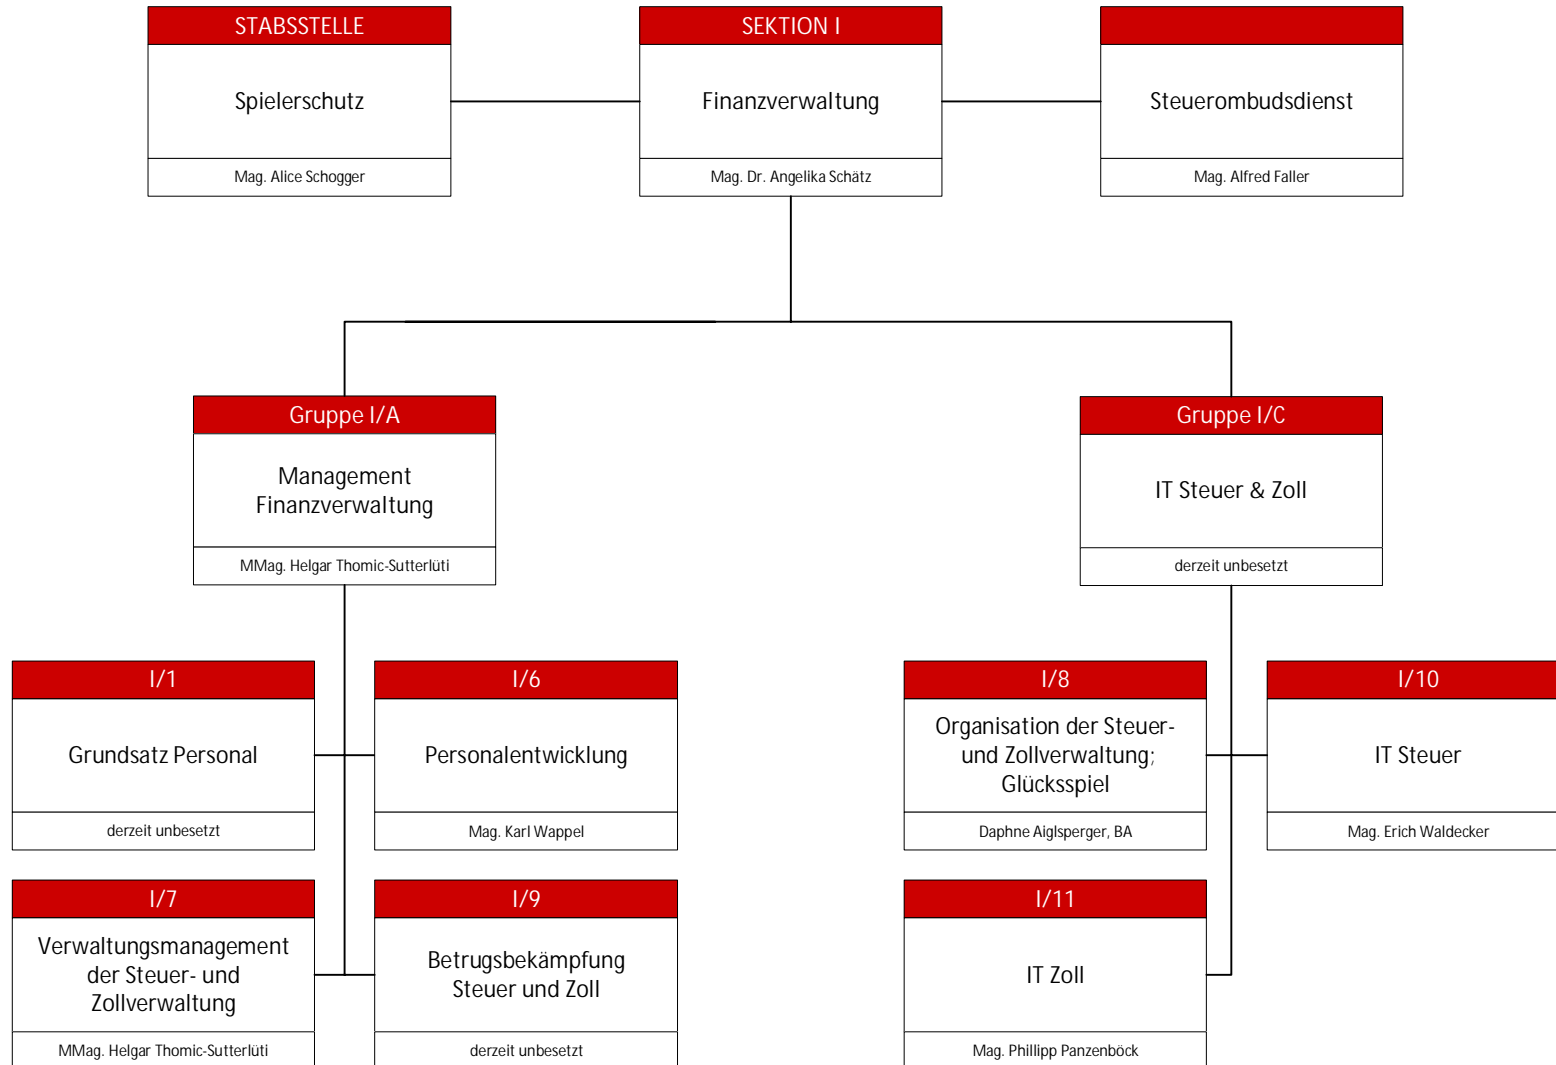 STABSSTELLE
Spielerschutz
Mag. Alice Schogger
SEKTION I
Finanzverwaltung
Mag. Dr. Angelika Schätz
Steuerombudsdienst
Mag. Alfred Faller
Gruppe I/A
Management
Finanzverwaltung
MMag. Helgar Thomic-Sutterlüti
Gruppe I/C
IT Steuer & Zoll
derzeit unbesetzt
I/1
Grundsatz Personal
derzeit unbesetzt
I/6
Personalentwicklung
Mag. Karl Wappel
I/8
Organisation der Steuer-
und Zollverwaltung;
Glücksspiel
Daphne Aiglsperger, BA
I/10
IT Steuer
Mag. Erich Waldecker
I/7
Verwaltungsmanagement
der Steuer- und
Zollverwaltung
MMag. Helgar Thomic-Sutterlüti
I/9
Betrugsbekämpfung
Steuer und Zoll
derzeit unbesetzt
I/11
IT Zoll
Mag. Phillipp Panzenböck